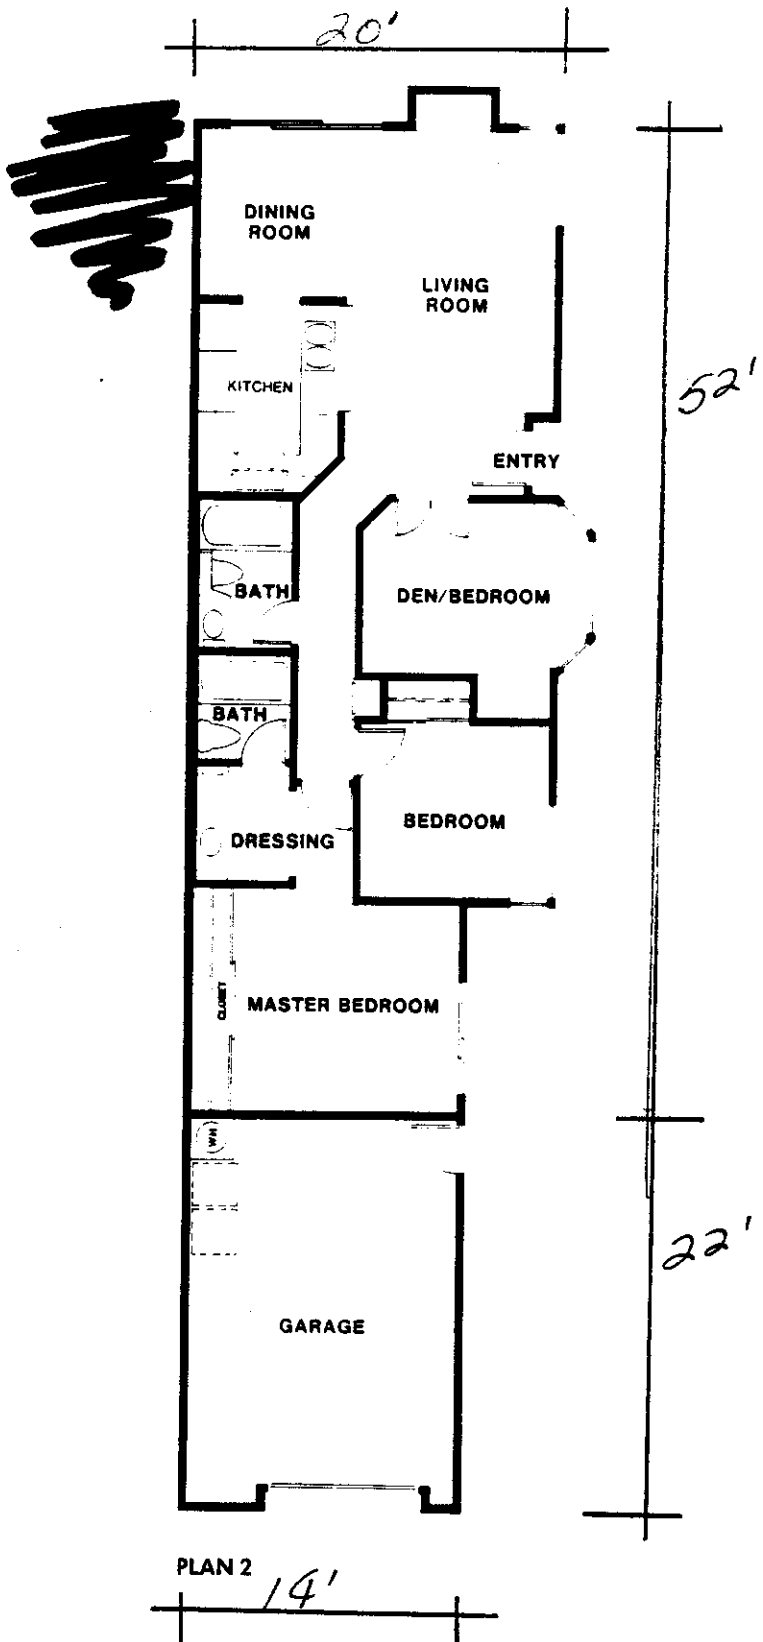 20'
DINING
ROOM
LIVING
ROOM
52'
KITCHEN
ENTRY
BATH
DEN/BEDROOM
BATH
BEDROOM
DRESSING
CLOSET
MASTER BEDROOM
WH
22'
GARAGE
PLAN 2
14'